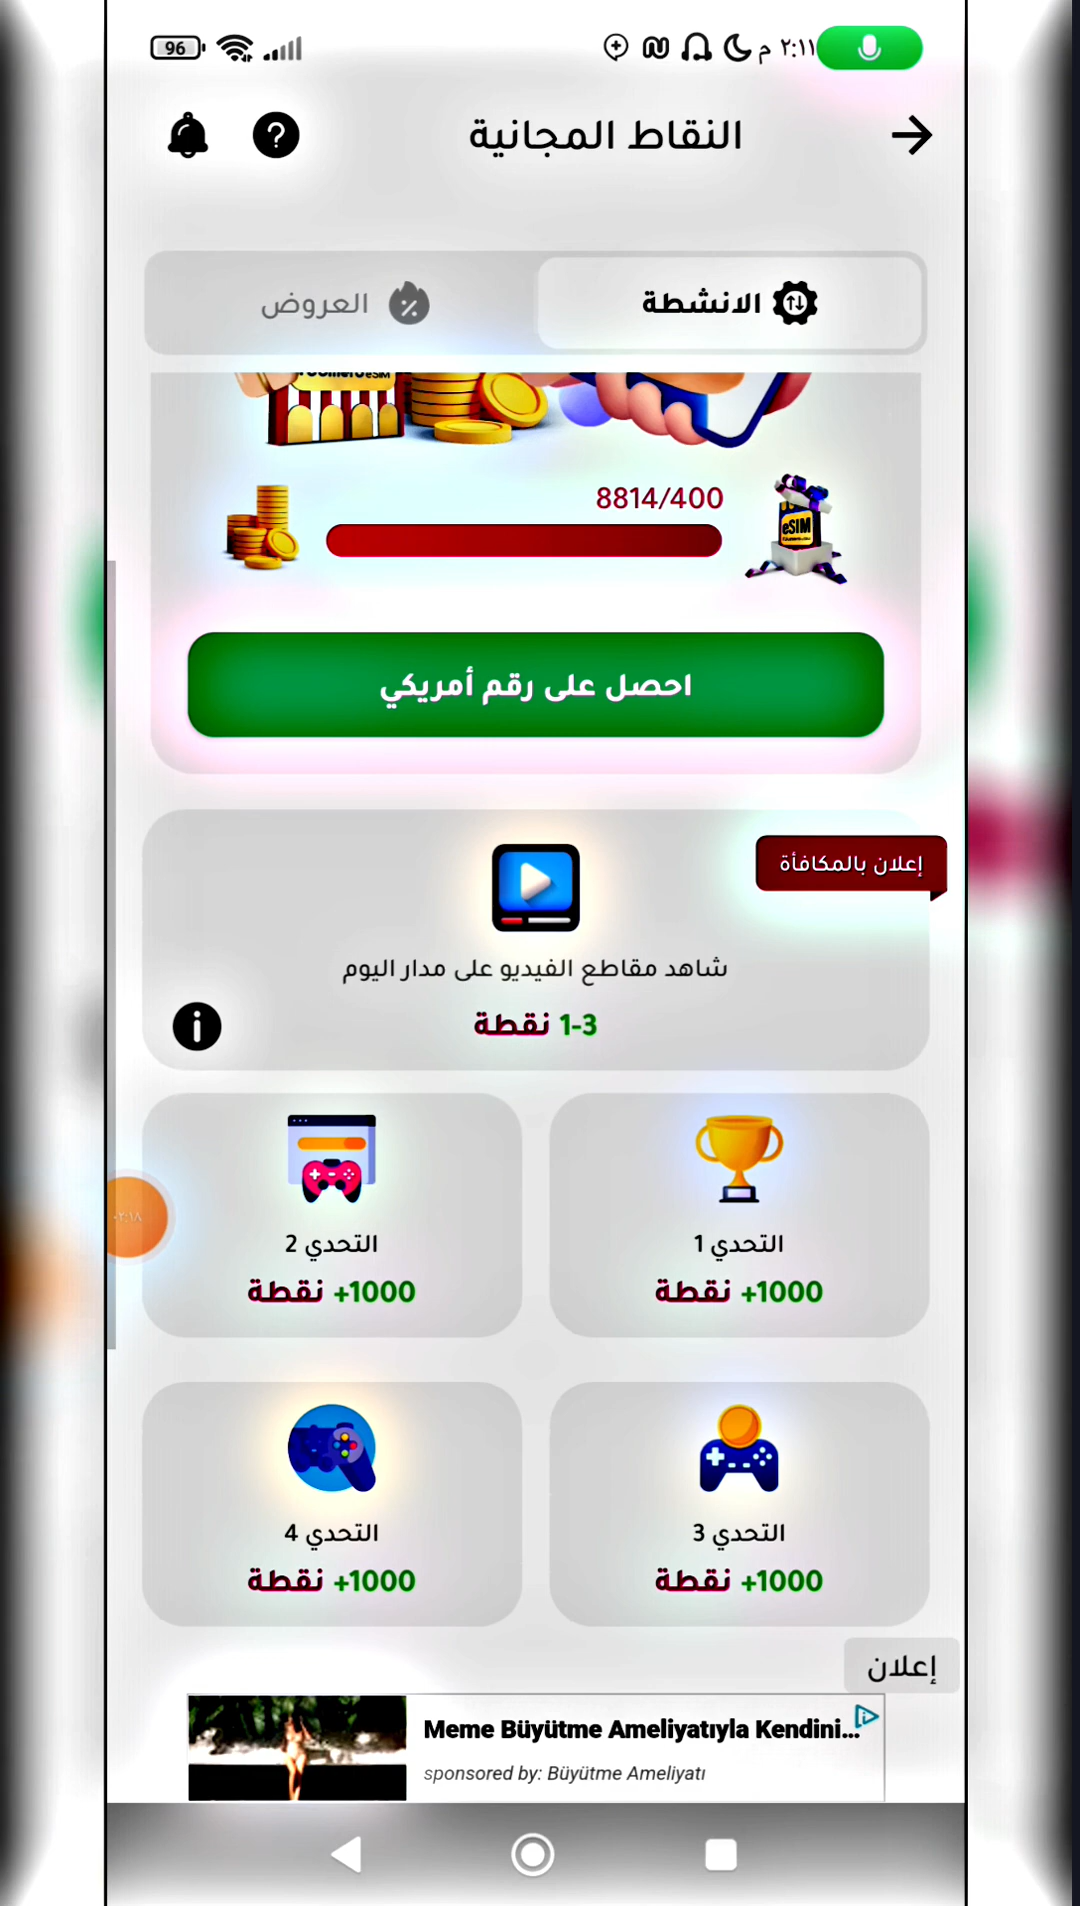 96
٢:١١ م
النقاط المجانية
الانشطة
العروض
8814/400
eSIM
احصل على رقم أمريكي
إعلان بالمكافأة
شاهد مقاطع الفيديو على مدار اليوم
1-3 نقطة
التحدي 1
+1000 نقطة
التحدي 2
+1000 نقطة
التحدي 3
+1000 نقطة
التحدي 4
+1000 نقطة
٠٢:١٨
إعلان
Meme Büyütme Ameliyatıyla Kendini...
sponsored by: Büyütme Ameliyatı